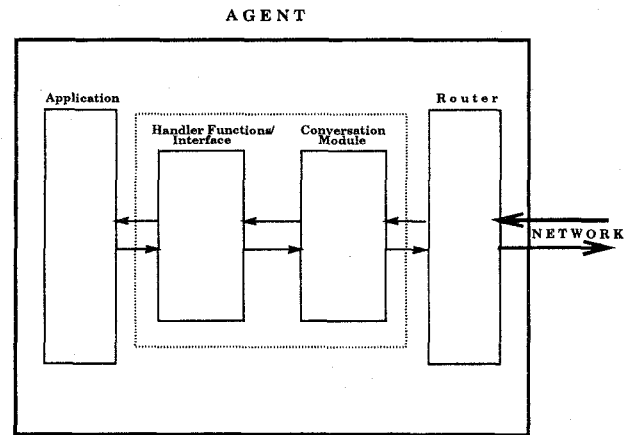 AGENT
Application
Router
Handler Functions/
Interface
Conversation
Module
NETWORK